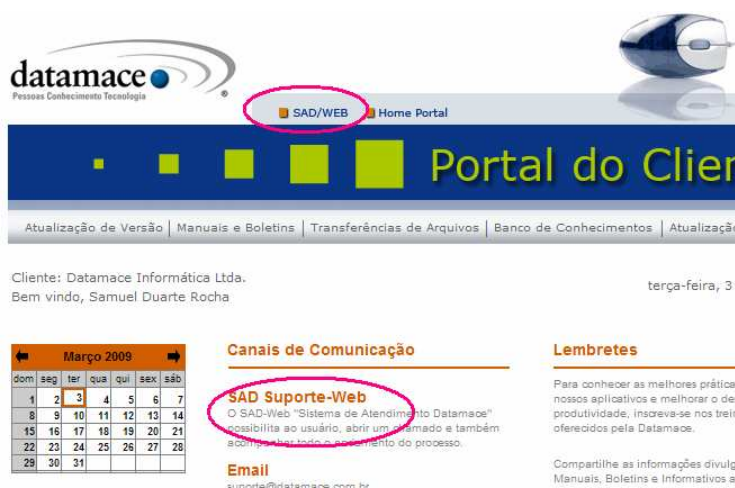 datamace
Pessoas Conhecimento Tecnologia
SAD/WEB Home Portal
Portal do Clien
Atualização de Versão | Manuais e Boletins | Transferências de Arquivos | Banco de Conhecimentos | Atualização
Cliente: Datamace Informática Ltda.
Bem vindo, Samuel Duarte Rocha
terça-feira, 3
Março 2009
dom seg ter qua qui sex sáb
1 2 3 4 5 6 7
8 9 10 11 12 13 14
15 16 17 18 19 20 21
22 23 24 25 26 27 28
29 30 31
Canais de Comunicação
SAD Suporte-Web
O SAD-Web "Sistema de Atendimento Datamace"
possibilita ao usuário, abrir um chamado e também
acompanhar todo o andamento do processo.
Email
suporte@datamace.com.br
Lembretes
Para conhecer as melhores prática
nossos aplicativos e melhorar o de
produtividade, inscreva-se nos trein
oferecidos pela Datamace.
Compartilhe as informações divulg
Manuais, Boletins e Informativos a